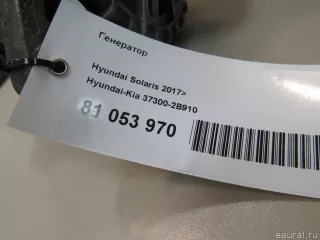 Генератор
Hyundai Solaris 2017>
Hyundai-Kia 37300-2B910
81 053 970
eaural.ru